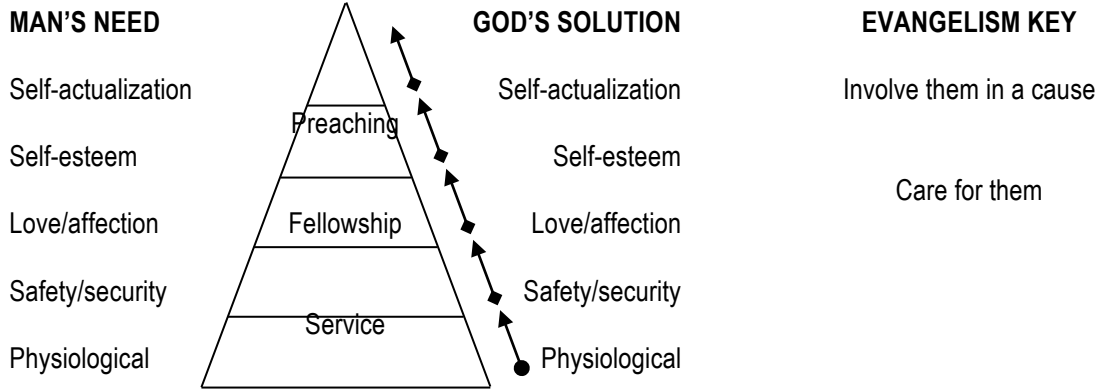 MAN'S NEED GOD'S SOLUTION EVANGELISM KEY
Self-actualization Self-actualization Involve them in a cause
Preaching
Self-esteem Self-esteem
Care for them
Love/affection Fellowship Love/affection
Safety/security Safety/security
Service
Physiological Physiological